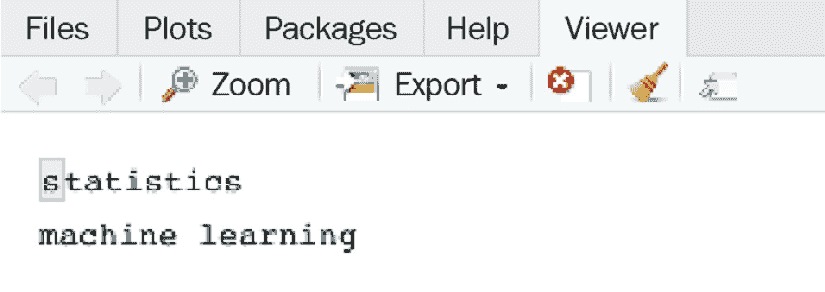 Files Plots Packages Help Viewer
Zoom Export
statistics
machine learning